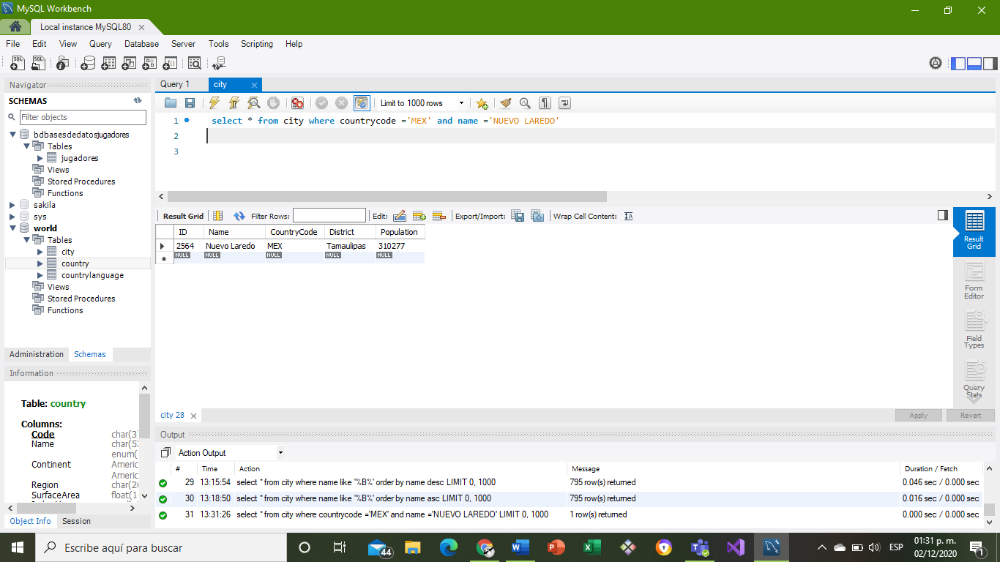 MySQL Workbench
Local instance MySQL80
File Edit View Query Database Server Tools Scripting Help
Navigator
SCHEMAS
Filter objects
bdbasesdedatosjugadores
Tables
jugadores
Views
Stored Procedures
Functions
sakila
sys
world
Tables
city
country
countrylanguage
Views
Stored Procedures
Functions
Administration Schemas
Information
Table: country
Columns:
Code char(3)
Name char(52
enum(
Continent Americ
Americ
Region char(26
SurfaceArea float(1
Object Info Session
Query 1 city
Limit to 1000 rows
1 select * from city where countrycode ='MEX' and name ='NUEVO LAREDO'
2
3
Result Grid Filter Rows: Edit: Export/Import: Wrap Cell Content:
ID Name CountryCode District Population
2564 Nuevo Laredo MEX Tamaulipas 310277
NULL NULL NULL NULL NULL
Result
Grid
Form
Editor
Field
Types
Query
Stats
city 28
Apply Revert
Output
Action Output
# Time Action Message Duration / Fetch
29 13:15:54 select * from city where name like '%B%' order by name desc LIMIT 0, 1000 795 row(s) returned 0.046 sec / 0.000 sec
30 13:18:50 select * from city where name like '%B%' order by name asc LIMIT 0, 1000 795 row(s) returned 0.016 sec / 0.000 sec
31 13:31:26 select * from city where countrycode ='MEX' and name ='NUEVO LAREDO' LIMIT 0, 1000 1 row(s) returned 0.000 sec / 0.000 sec
Escribe aquí para buscar
44
ESP
01:31 p. m.
02/12/2020
1